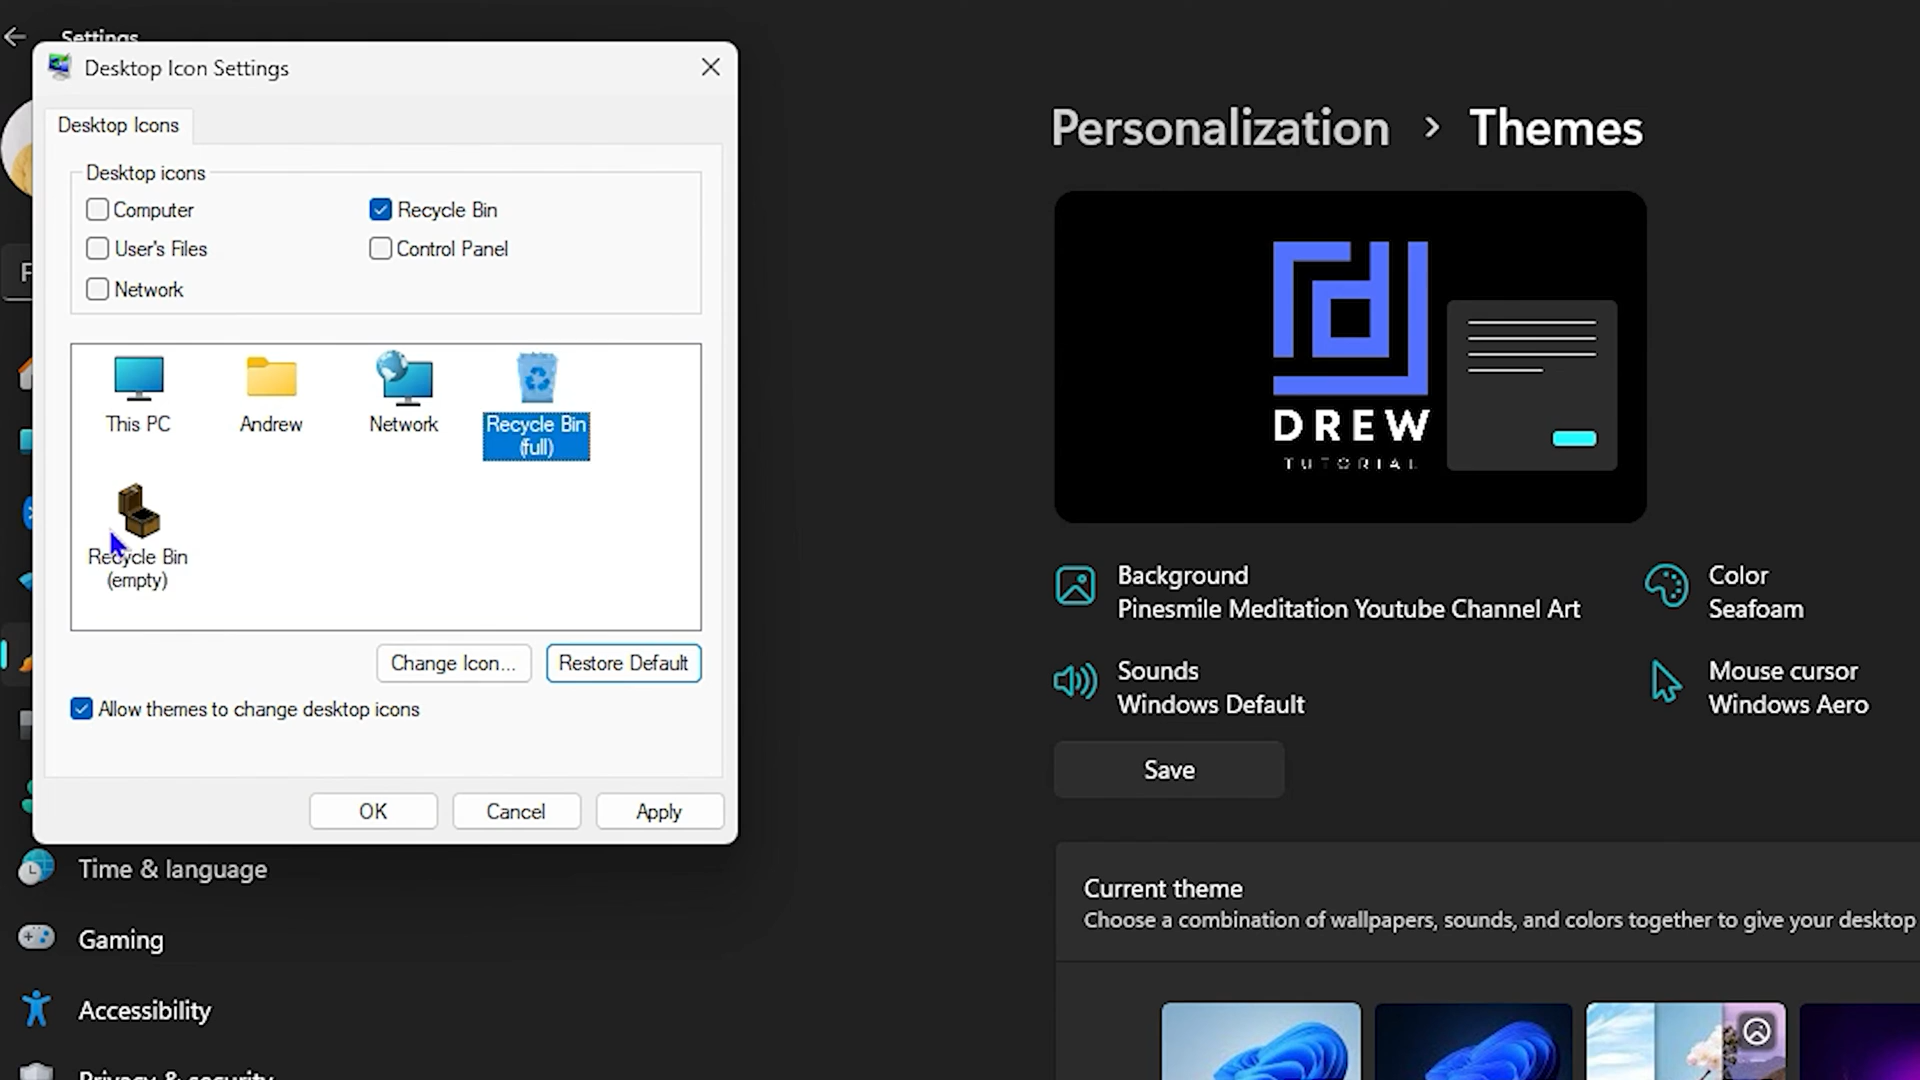 Settings
Desktop Icon Settings
Desktop Icons
Desktop icons
Computer
Recycle Bin
User's Files
Control Panel
Network
This PC
Andrew
Network
Recycle Bin
(full)
Recycle Bin
(empty)
Change Icon...
Restore Default
Allow themes to change desktop icons
OK
Cancel
Apply
Time & language
Gaming
Accessibility
Privacy & security
Personalization > Themes
DREW
TUTORIAL
Background
Pinesmile Meditation Youtube Channel Art
Color
Seafoam
Sounds
Windows Default
Mouse cursor
Windows Aero
Save
Current theme
Choose a combination of wallpapers, sounds, and colors together to give your desktop